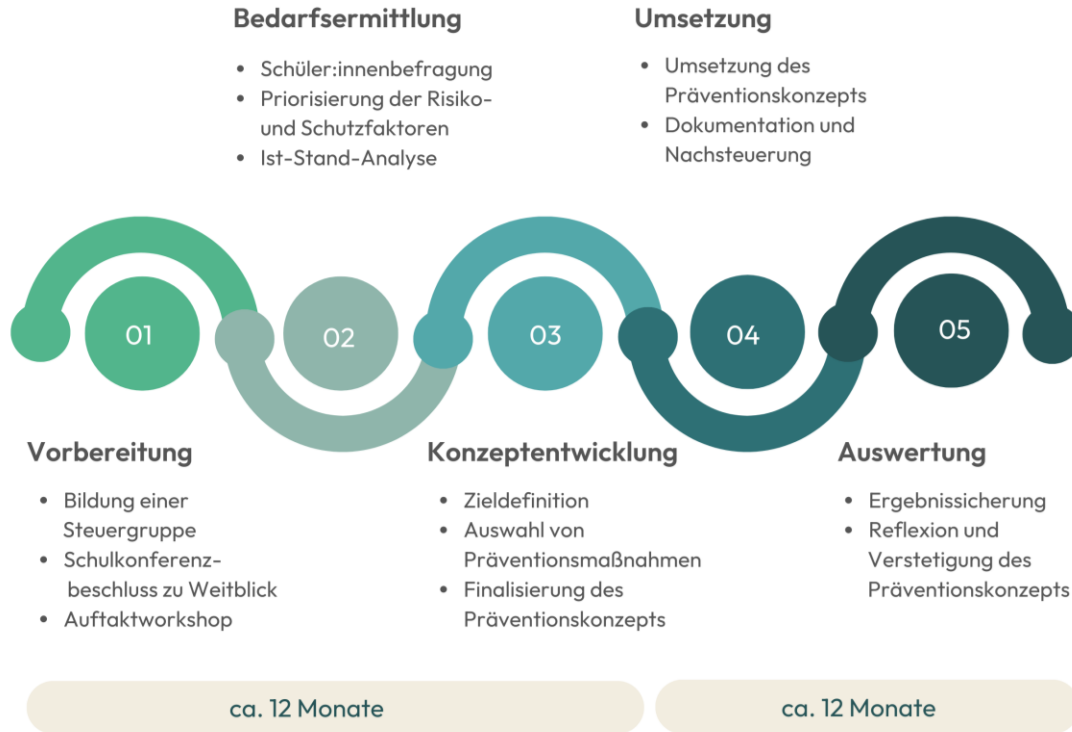 Bedarfsermittlung
• Schüler:innenbefragung
• Priorisierung der Risiko-
und Schutzfaktoren
• Ist-Stand-Analyse
Umsetzung
• Umsetzung des
Präventionskonzepts
• Dokumentation und
Nachsteuerung
01
02
03
04
05
Vorbereitung
• Bildung einer
Steuergruppe
• Schulkonferenz-
beschluss zu Weitblick
• Auftaktworkshop
Konzeptentwicklung
• Zieldefinition
• Auswahl von
Präventionsmaßnahmen
• Finalisierung des
Präventionskonzepts
Auswertung
• Ergebnissicherung
• Reflexion und
Verstetigung des
Präventionskonzepts
ca. 12 Monate
ca. 12 Monate